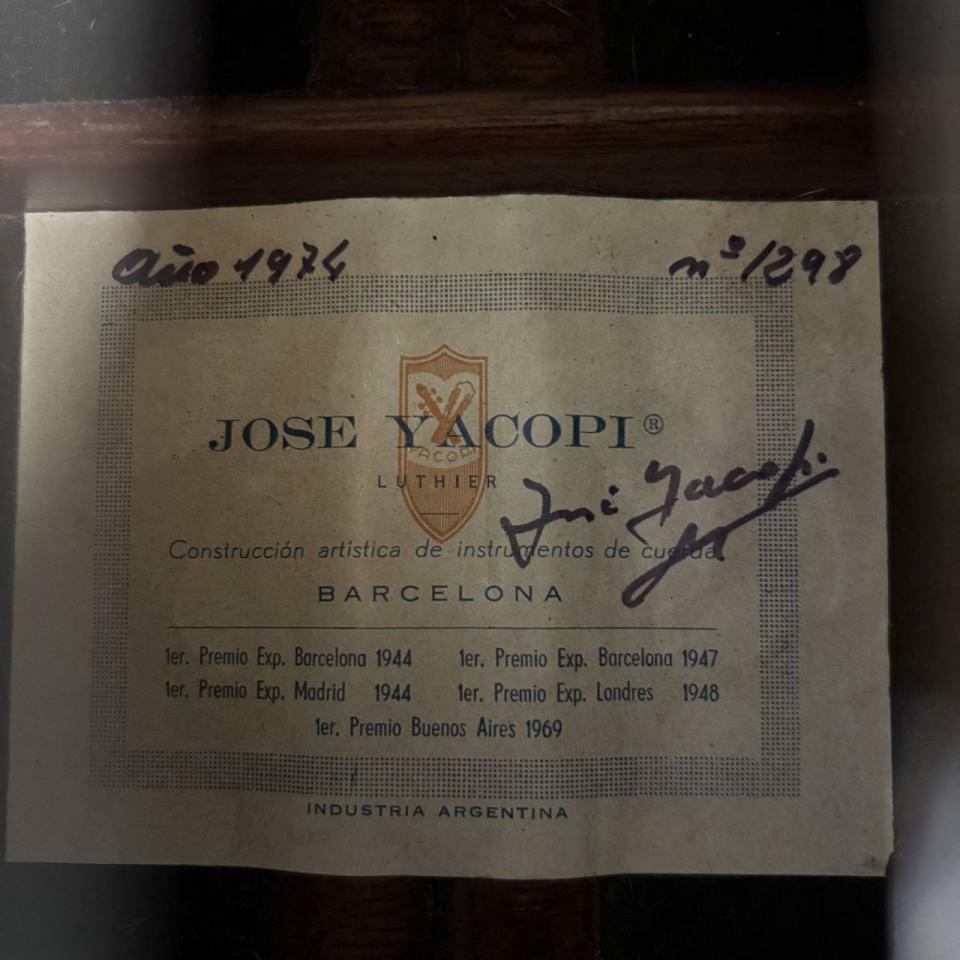 Año 1974 nº 1298
JOSE YACOPI®
YACOPI
LUTHIER
José Yacopi
Construcción artística de instrumentos de cuerda.
BARCELONA
1er. Premio Exp. Barcelona 1944 1er. Premio Exp. Barcelona 1947
1er. Premio Exp. Madrid 1944 1er. Premio Exp. Londres 1948
1er. Premio Buenos Aires 1969
INDUSTRIA ARGENTINA